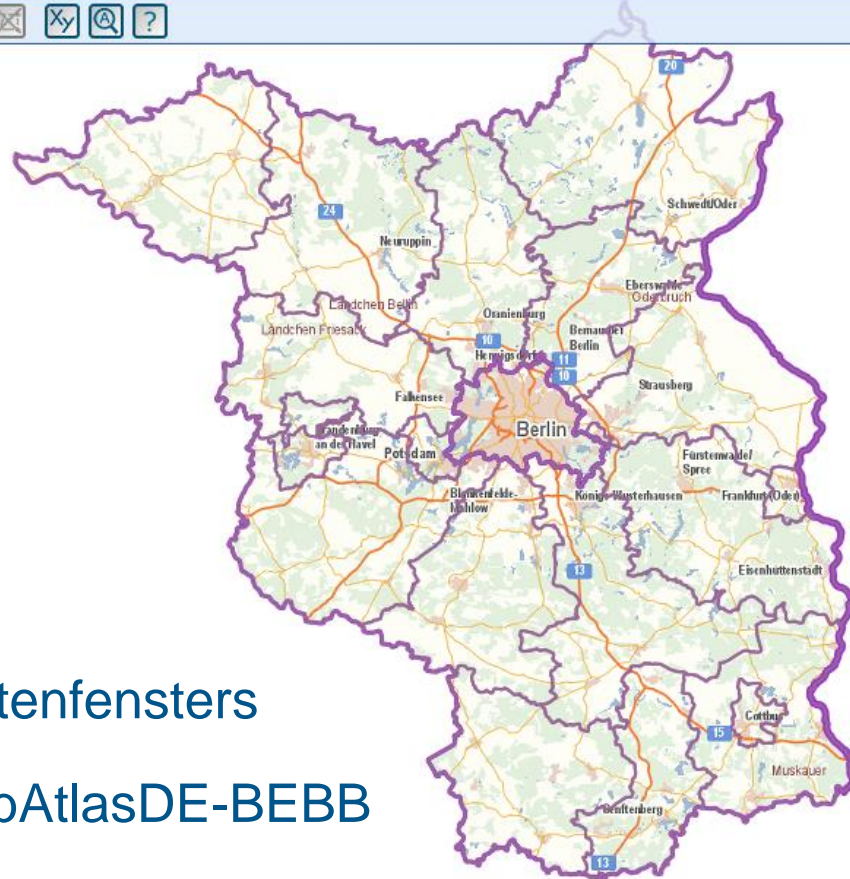 Xy A ?
20
Schwedt/Oder
24
Neuruppin
Eberswalde
Oderbruch
Ländchen Bellin
Oranienburg
Ländchen Friesack
10
Bernau bei
Berlin
Hennigsdorf
11
10
Strausberg
Falkensee
Berlin
Brandenburg
an der Havel
Potsdam
Fürstenwalde/
Spree
Blankenfelde-
Mahlow
Königs Wusterhausen
Frankfurt (Oder)
13
Eisenhüttenstadt
tenfensters
Cottbus
15
Muskauer
AtlasDE-BEBB
Senftenberg
13